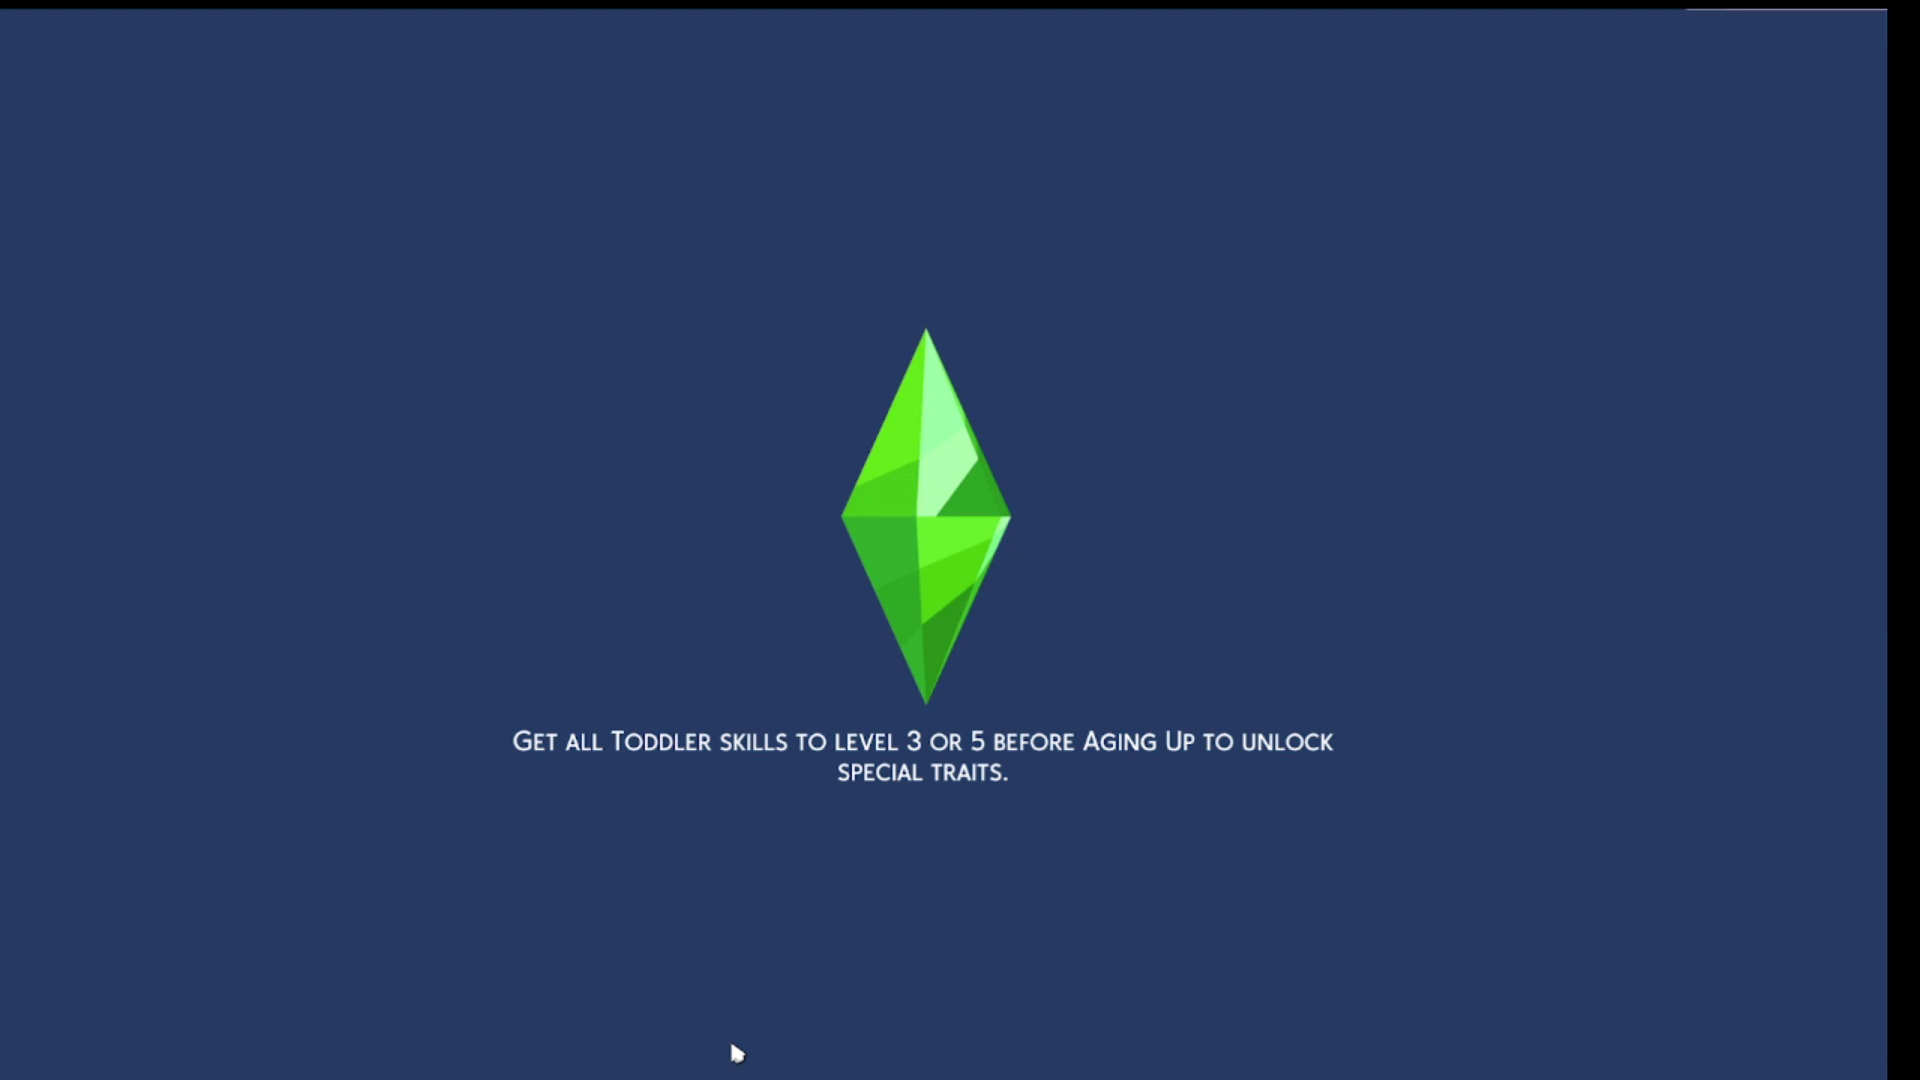 Get all Toddler skills to level 3 or 5 before Aging Up to unlock
special traits.